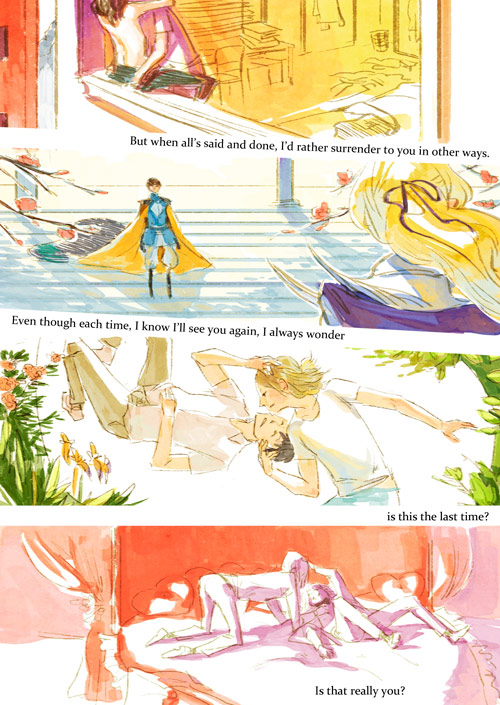 But when all's said and done, I'd rather surrender to you in other ways.
Even though each time, I know I'll see you again, I always wonder
is this the last time?
Is that really you?